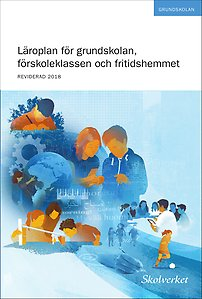 GRUNDSKOLAN
Läroplan för grundskolan,
förskoleklassen och fritidshemmet
REVIDERAD 2018
Skolverket